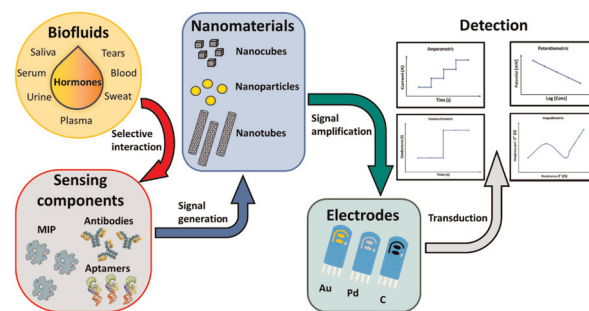 Biofluids
Saliva
Tears
Serum
Blood
Hormones
Urine
Sweat
Plasma
Selective
interaction
Sensing
components
MIP
Antibodies
Aptamers
Signal
generation
Nanomaterials
Nanocubes
Nanoparticles
Nanotubes
Signal
amplification
Electrodes
Au
Pd
C
Transduction
Detection
Amperometric
Current (A)
Time (s)
Potentiometric
Potential (mV)
Log [Conc]
Time (s)